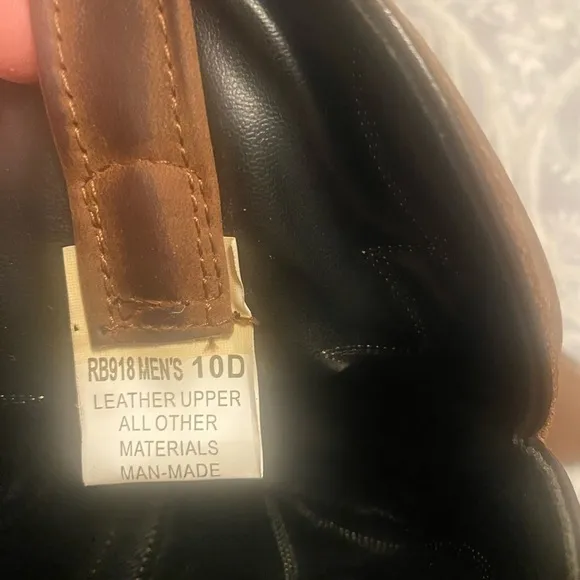 RB918 MEN'S 10D
LEATHER UPPER
ALL OTHER
MATERIALS
MAN-MADE